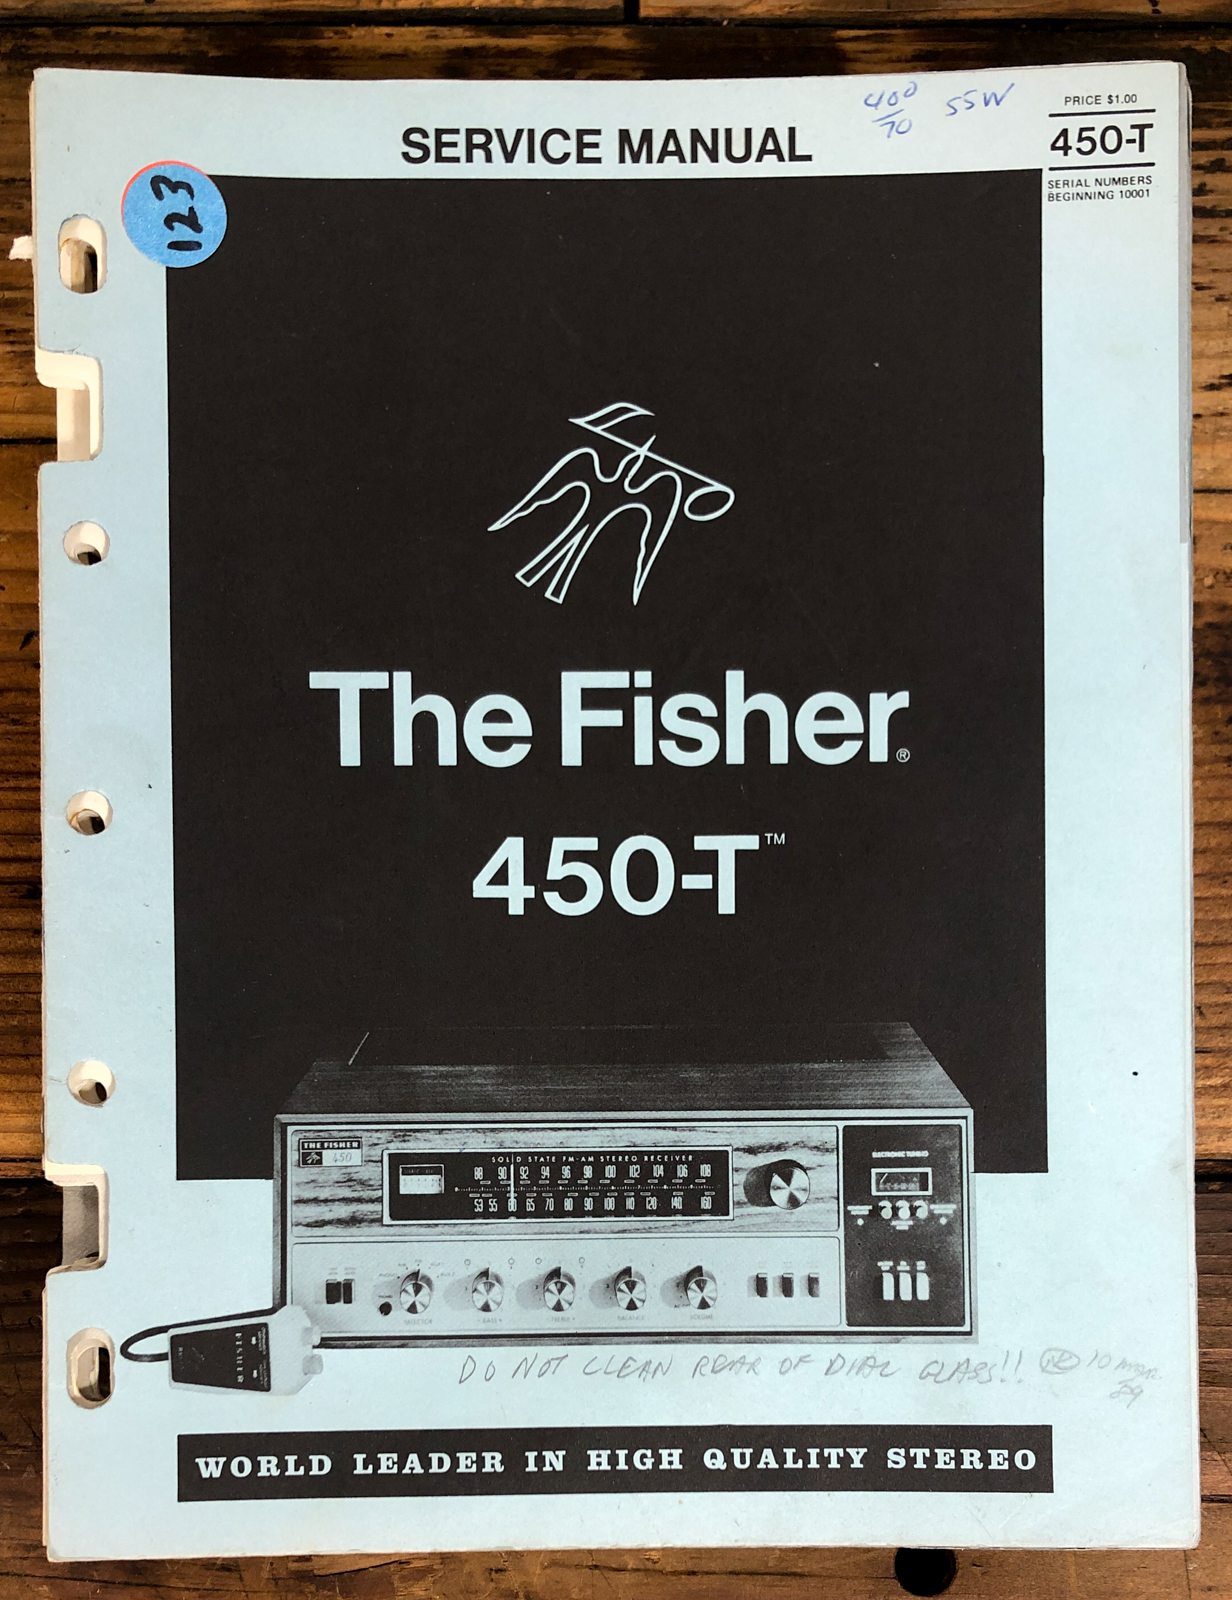 400 55W
70
PRICE $1.00
SERVICE MANUAL
450-T
SERIAL NUMBERS
BEGINNING 10001
123
The Fisher®
450-T™
THE FISHER
450
SOLID STATE FM-AM STEREO RECEIVER
88 90 92 94 96 98 100 102 104 106 108
53 55 60 65 70 80 90 100 110 120 140 160
SELECTOR BASS TREBLE BALANCE VOLUME
FISHER
DO NOT CLEAN REAR OF DIAL GLASS!! 10
WORLD LEADER IN HIGH QUALITY STEREO